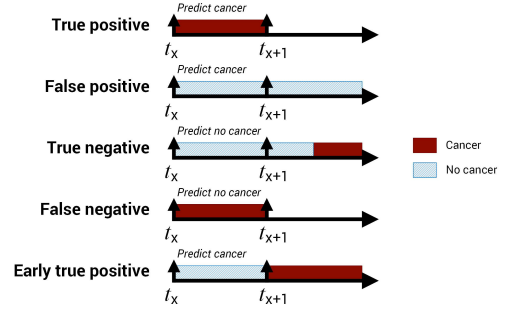 Predict cancer
True positive
tx tx+1
Predict cancer
False positive
tx tx+1
Predict no cancer
True negative
Cancer
tx tx+1
No cancer
Predict no cancer
False negative
tx tx+1
Predict cancer
Early true positive
tx tx+1